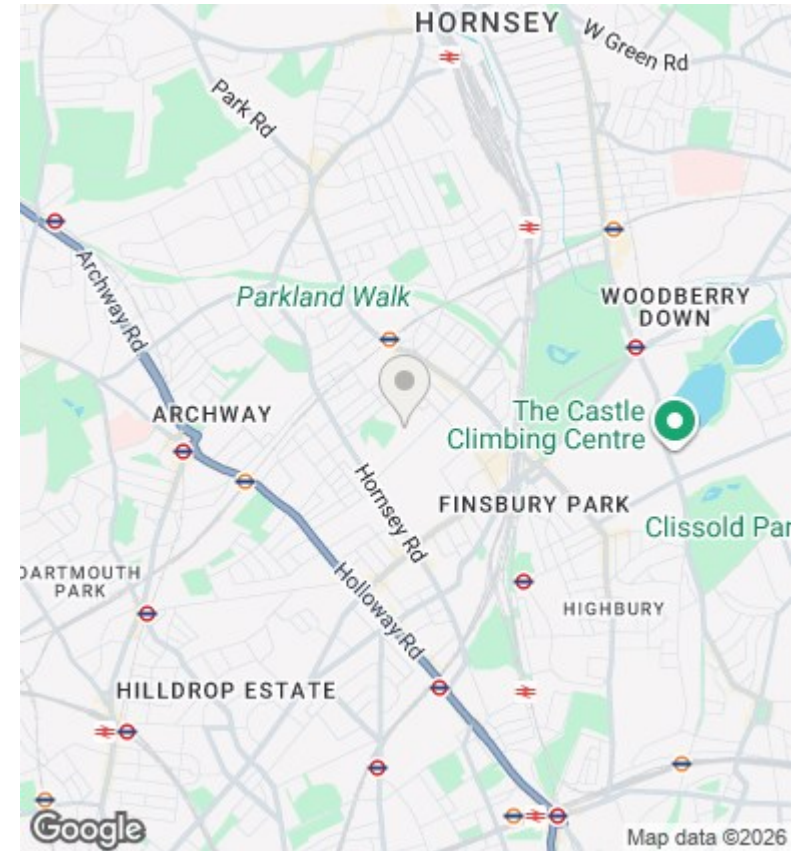 HORNSEY
W Green Rd
Park Rd
Archway Rd
Parkland Walk
WOODBERRY
DOWN
ARCHWAY
The Castle
Climbing Centre
Hornsey Rd
FINSBURY PARK
Clissold Par
DARTMOUTH
PARK
Holloway Rd
HIGHBURY
HILLDROP ESTATE
Google
Map data ©2026